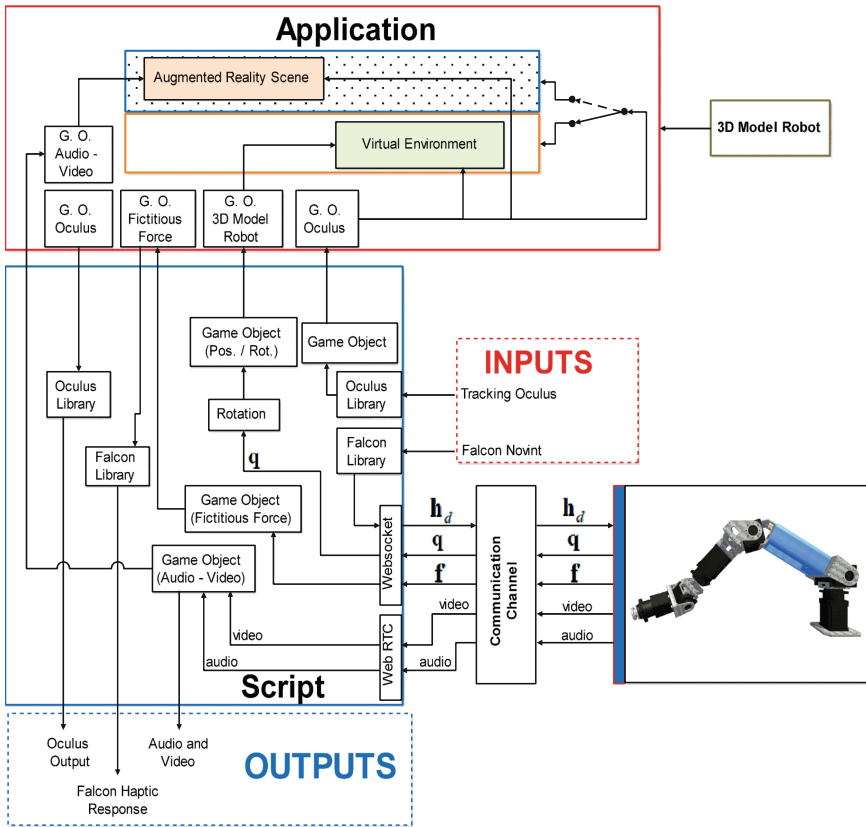 Application
Augmented Reality Scene
G. O.
Audio -
Video
Virtual Environment
3D Model Robot
G. O.
Oculus
G. O.
Fictitious
Force
G. O.
3D Model
Robot
G. O.
Oculus
Game Object
(Pos. / Rot.)
Game Object
INPUTS
Oculus
Library
Rotation
Oculus
Library
Tracking Oculus
Falcon
Library
q
Falcon
Library
Falcon Novint
Game Object
(Fictitious Force)
Websocket
h_d
q
f
Communication
Channel
h_d
q
f
video
audio
Game Object
(Audio - Video)
video
audio
Web RTC
video
audio
Script
Oculus
Output
Audio and
Video
Falcon Haptic
Response
OUTPUTS